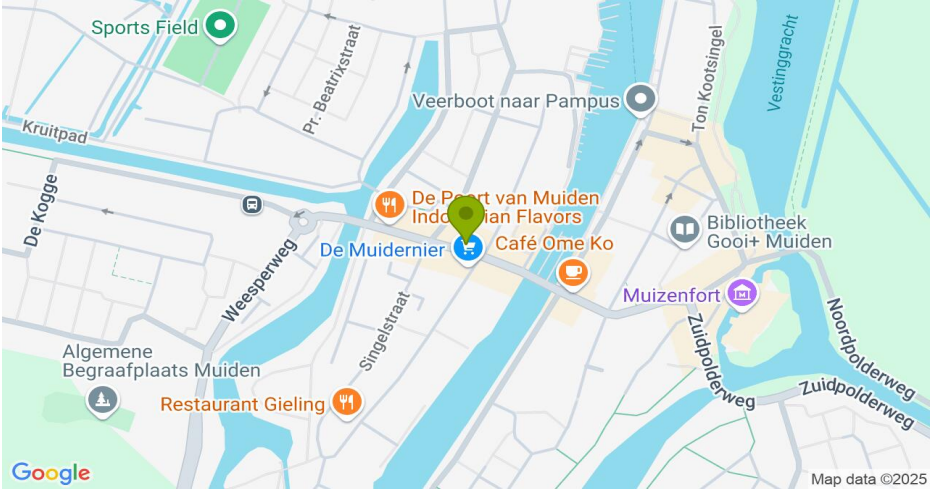 Sports Field
Pr. Beatrixstraat
Ton Kootsingel
Vestinggracht
Veerboot naar Pampus
Kruitpad
De Kogge
De Poort van Muiden
Indonesian Flavors
De Muidernier
Café Ome Ko
Bibliotheek
Gooi+ Muiden
Weesperweg
Muizenfort
Singelstraat
Zuidpolderweg
Noordpolderweg
Algemene
Begraafplaats Muiden
Zuidpolderweg
Restaurant Gieling
Google
Map data ©2025